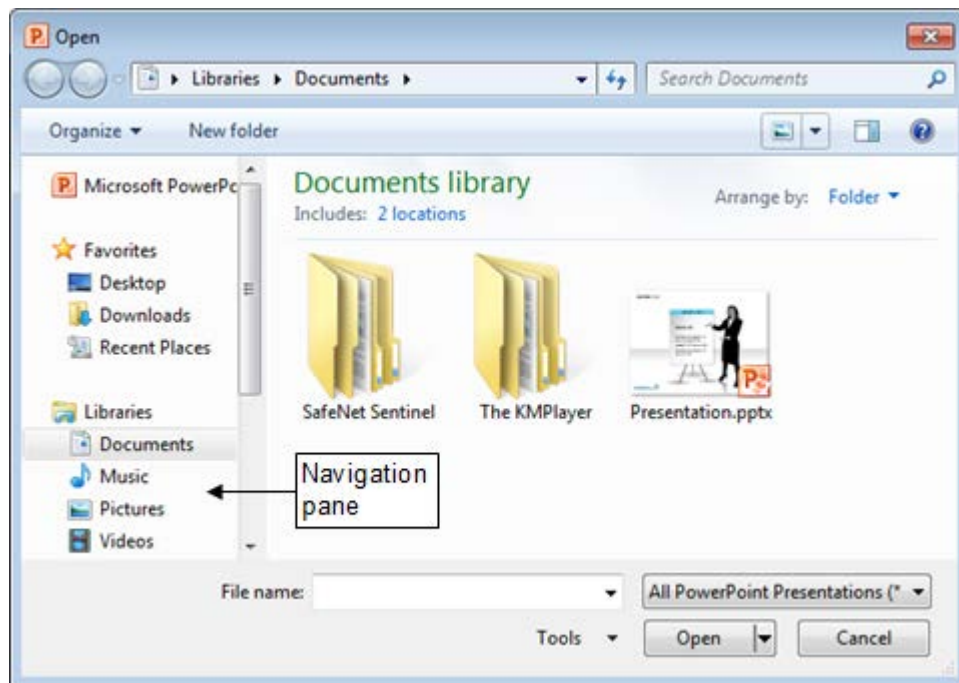 Open
Libraries Documents Search Documents
Organize New folder
Microsoft PowerPc
Documents library
Includes: 2 locations
Arrange by: Folder
Favorites
Desktop
Downloads
Recent Places
SafeNet Sentinel The KMPlayer Presentation.pptx
Libraries
Documents
Music
Pictures
Videos
Navigation
pane
File name: All PowerPoint Presentations (*
Tools Open Cancel